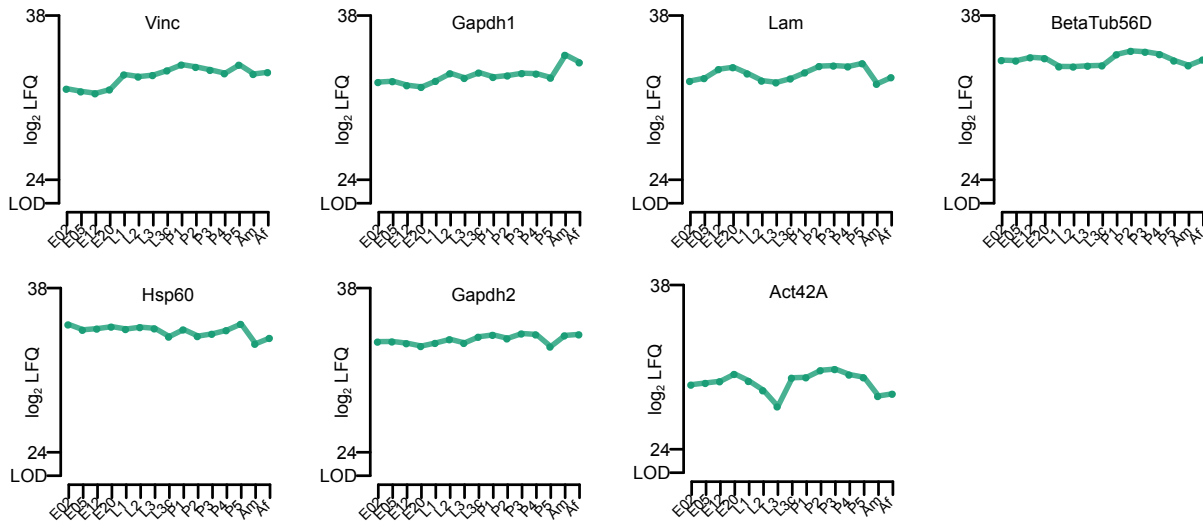 Vinc
38
log₂ LFQ
24
LOD
E02 E05 E12 E20 L1 L2 L3 L3c P1 P2 P3 P4 P5 Am Af
Gapdh1
38
log₂ LFQ
24
LOD
E02 E05 E12 E20 L1 L2 L3 L3c P1 P2 P3 P4 P5 Am Af
Lam
38
log₂ LFQ
24
LOD
E02 E05 E12 E20 L1 L2 L3 L3c P1 P2 P3 P4 P5 Am Af
BetaTub56D
38
log₂ LFQ
24
LOD
E02 E05 E12 E20 L1 L2 L3 L3c P1 P2 P3 P4 P5 Am Af
Hsp60
38
log₂ LFQ
24
LOD
E02 E05 E12 E20 L1 L2 L3 L3c P1 P2 P3 P4 P5 Am Af
Gapdh2
38
log₂ LFQ
24
LOD
E02 E05 E12 E20 L1 L2 L3 L3c P1 P2 P3 P4 P5 Am Af
Act42A
38
log₂ LFQ
24
LOD
E02 E05 E12 E20 L1 L2 L3 L3c P1 P2 P3 P4 P5 Am Af